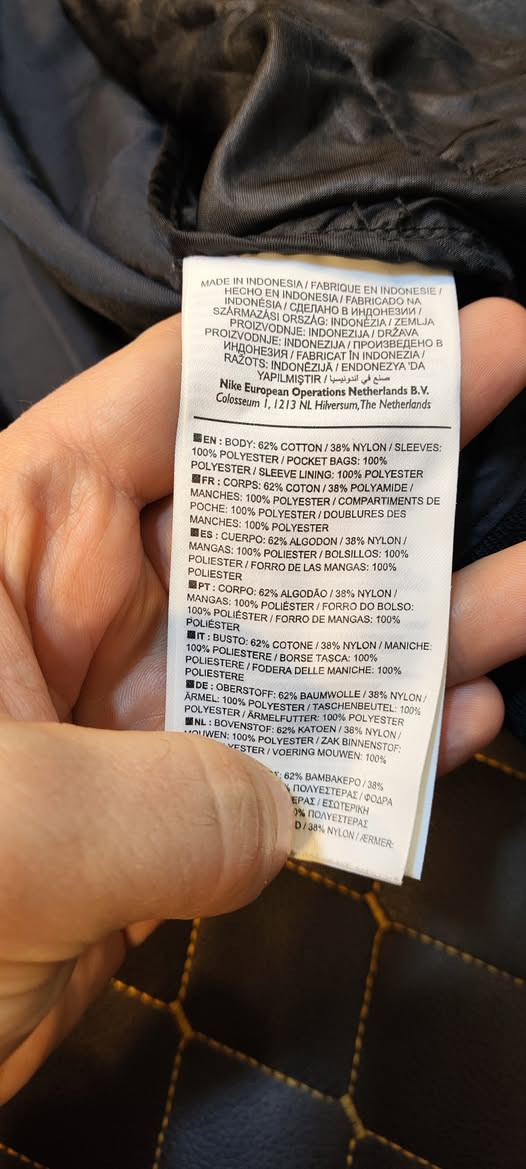 MADE IN INDONESIA / FABRIQUE EN INDONESIE /
HECHO EN INDONESIA / FABRICADO NA
INDONÉSIA / СДЕЛАНО В ИНДОНЕЗИИ /
SZÁRMAZÁSI ORSZÁG: INDONÉZIA / ZEMLJA
PROIZVODNJE: INDONEZIJA / DRŽAVA
PROIZVODNJE: INDONEZIJA / ПРОИЗВЕДЕНО В
ИНДОНЕЗИЯ / FABRICAT ÎN INDONEZIA /
RAŽOTS: INDONĒZIJĀ / ENDONEZYA 'DA
YAPILMIŞTIR / صنع في اندونيسيا
Nike European Operations Netherlands B.V.
Colosseum 1, 1213 NL Hilversum, The Netherlands
EN : BODY: 62% COTTON / 38% NYLON / SLEEVES:
100% POLYESTER / POCKET BAGS: 100%
POLYESTER / SLEEVE LINING: 100% POLYESTER
FR : CORPS: 62% COTON / 38% POLYAMIDE /
MANCHES: 100% POLYESTER / COMPARTIMENTS DE
POCHE: 100% POLYESTER / DOUBLURES DES
MANCHES: 100% POLYESTER
ES : CUERPO: 62% ALGODON / 38% NYLON /
MANGAS: 100% POLIESTER / BOLSILLOS: 100%
POLIESTER / FORRO DE LAS MANGAS: 100%
POLIESTER
PT : CORPO: 62% ALGODÃO / 38% NYLON /
MANGAS: 100% POLIÉSTER / FORRO DO BOLSO:
100% POLIÉSTER / FORRO DE MANGAS: 100%
POLIÉSTER
IT : BUSTO: 62% COTONE / 38% NYLON / MANICHE:
100% POLIESTERE / BORSE TASCA: 100%
POLIESTERE / FODERA DELLE MANICHE: 100%
POLIESTERE
DE : OBERSTOFF: 62% BAUMWOLLE / 38% NYLON /
ÄRMEL: 100% POLYESTER / TASCHENBEUTEL: 100%
POLYESTER / ÄRMELFUTTER: 100% POLYESTER
NL : BOVENSTOF: 62% KATOEN / 38% NYLON /
MOUWEN: 100% POLYESTER / ZAK BINNENSTOF:
POLYESTER / VOERING MOUWEN: 100%
62% ΒΑΜΒΑΚΕΡΟ / 38%
ΠΟΛΥΕΣΤΕΡΑΣ / ΦΟΔΡΑ
ΕΡΑΣ / ΕΣΩΤΕΡΙΚΗ
ΠΟΛΥΕΣΤΕΡΑΣ
D / 38% NYLON / ÆRMER: